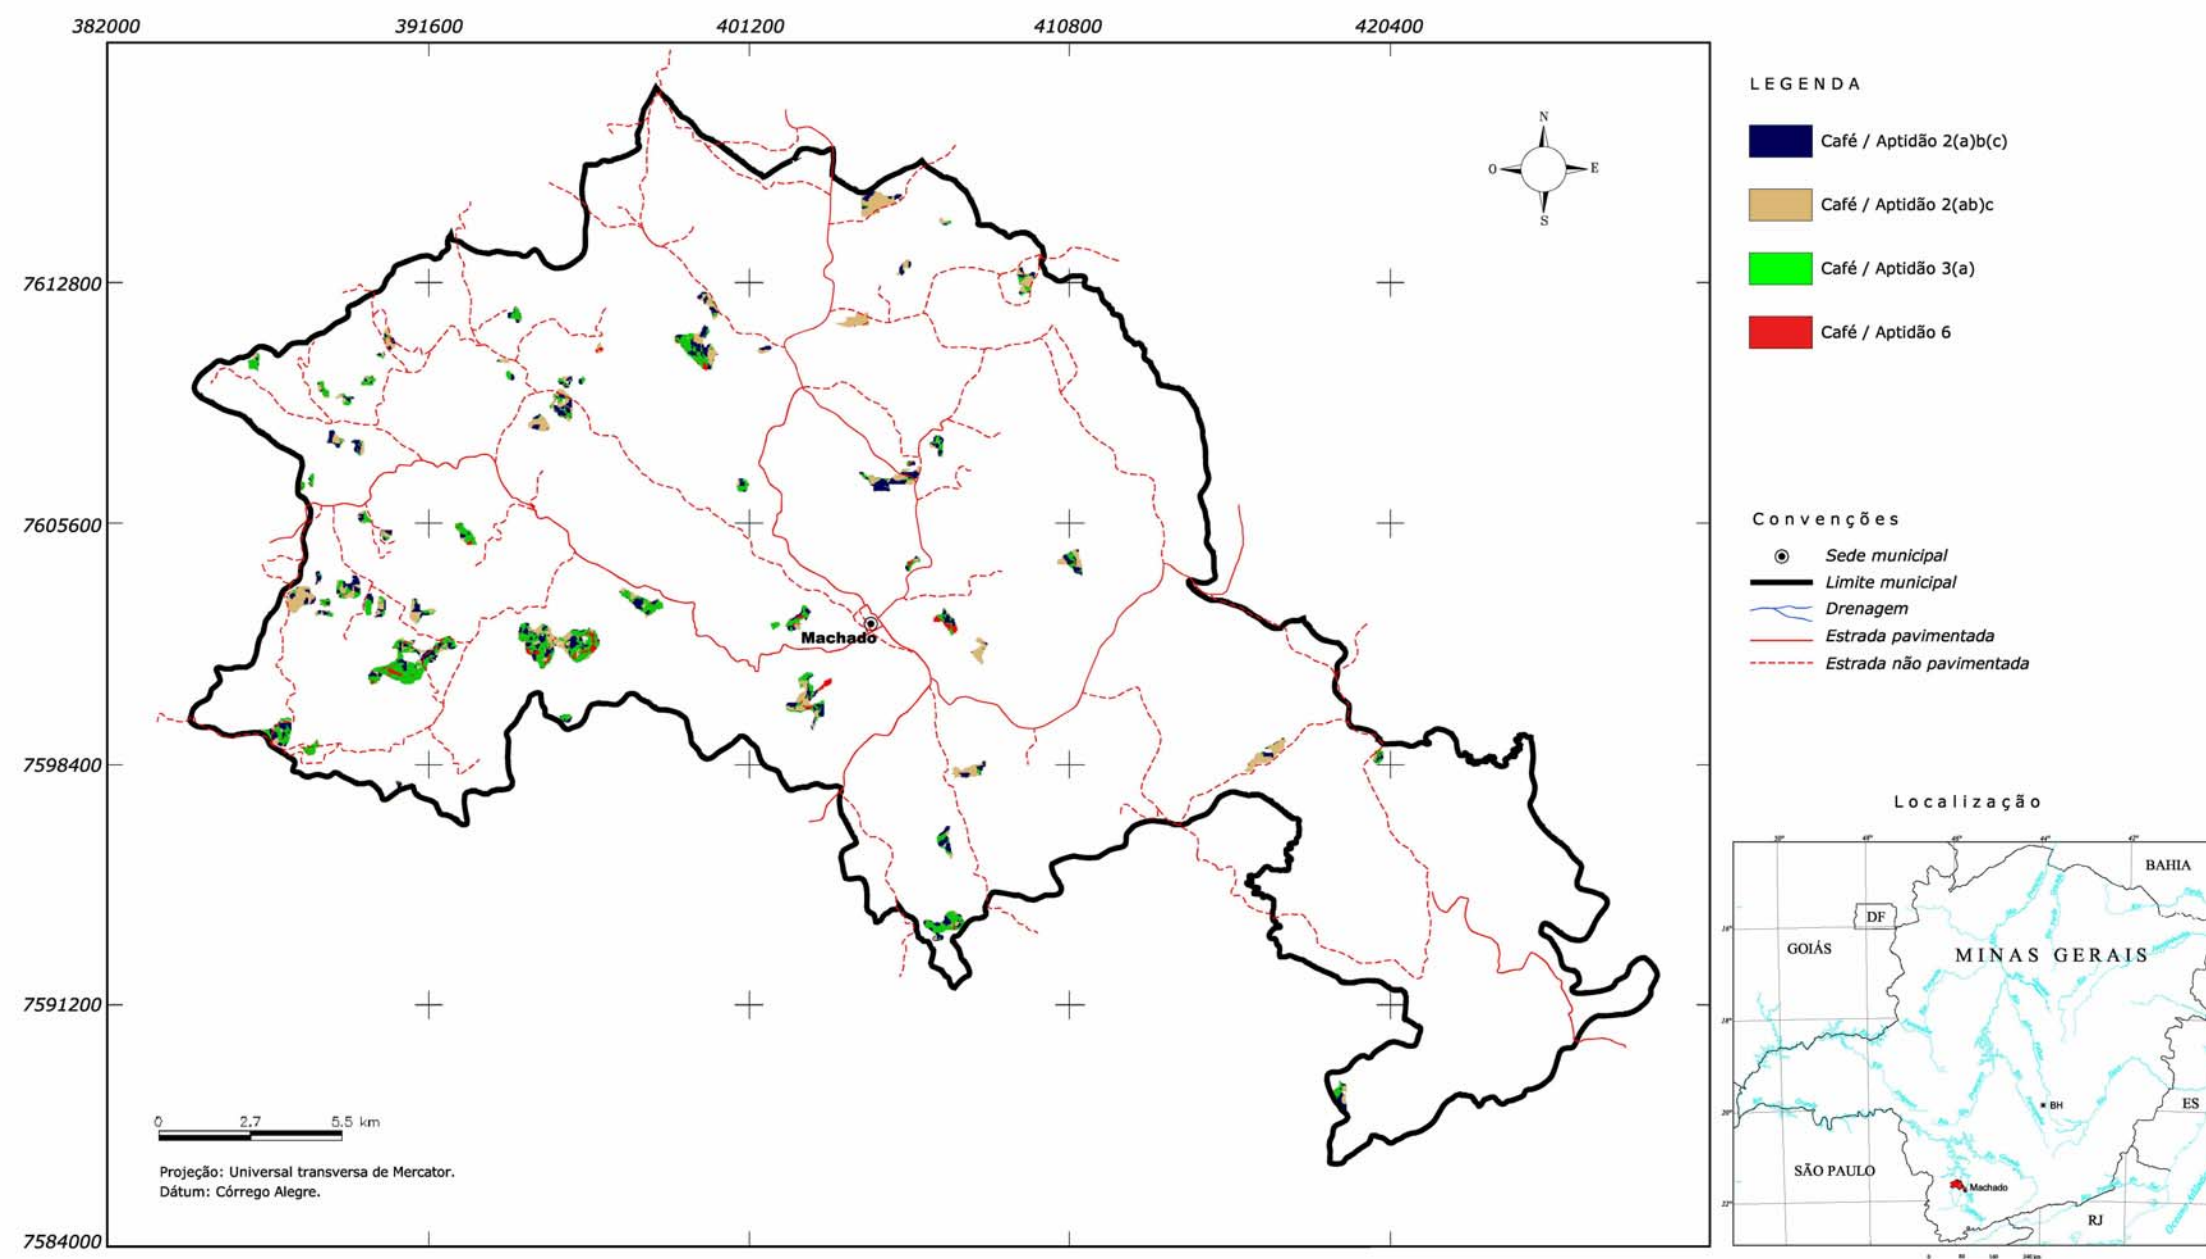 382000 391600 401200 410800 420400
7612800
7605600
7598400
7591200
7584000
N
O E
S
Machado
0 2.7 5.5 km
Projeção: Universal transversa de Mercator.
Dátum: Córrego Alegre.
LEGENDA
Café / Aptidão 2(a)b(c)
Café / Aptidão 2(ab)c
Café / Aptidão 3(a)
Café / Aptidão 6
Convenções
Sede municipal
Limite municipal
Drenagem
Estrada pavimentada
Estrada não pavimentada
Localização
BAHIA
DF
GOIÁS
MINAS GERAIS
BH
ES
SÃO PAULO
Machado
RJ